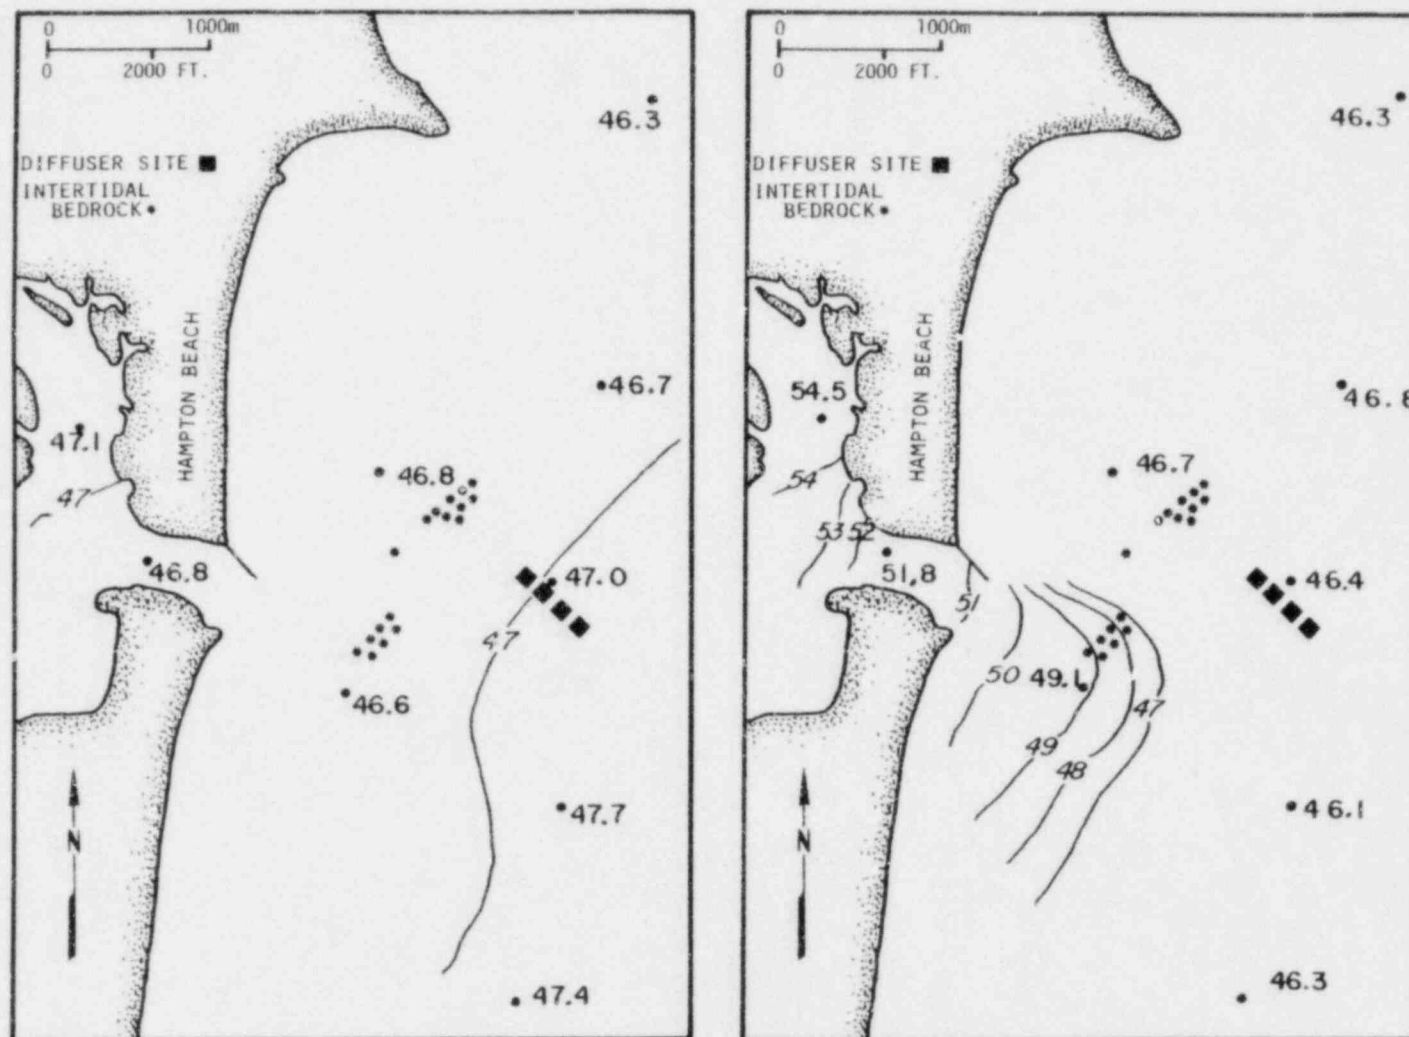 0 1000m
0 2000 FT.
46.3
DIFFUSER SITE
INTERTIDAL
BEDROCK
HAMPTON BEACH
46.7
47.1
46.8
47
46.8
47.0
47
46.6
47.7
N
47.4
0 1000m
0 2000 FT.
46.3
DIFFUSER SITE
INTERTIDAL
BEDROCK
HAMPTON BEACH
46.8
54.5
46.7
54
53 52
51,8
46.4
51
50
49.1
47
49
48
46.1
N
46.3